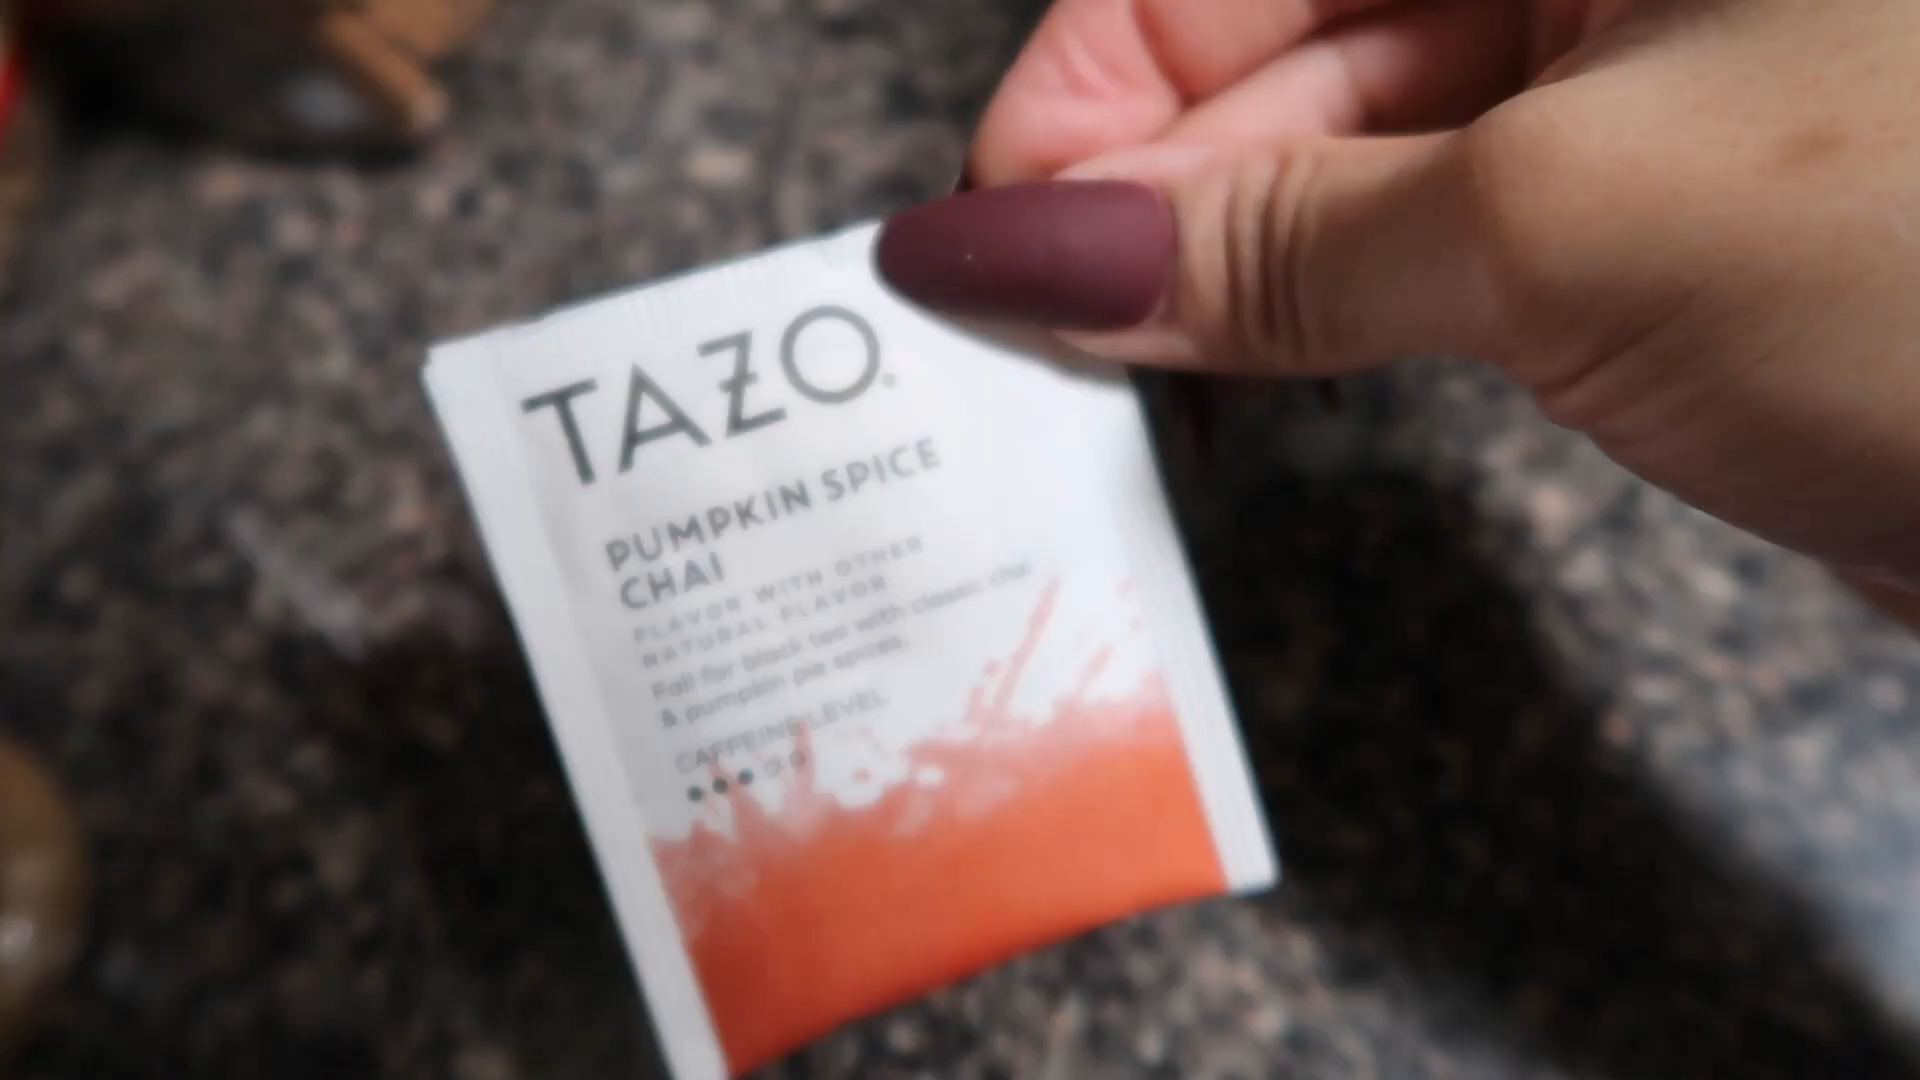 TAZO
PUMPKIN SPICE
CHAI
FLAVOR WITH OTHER
NATURAL FLAVOR
Fall for black tea with classic chai
& pumpkin pie spices.
CAFFEINE LEVEL